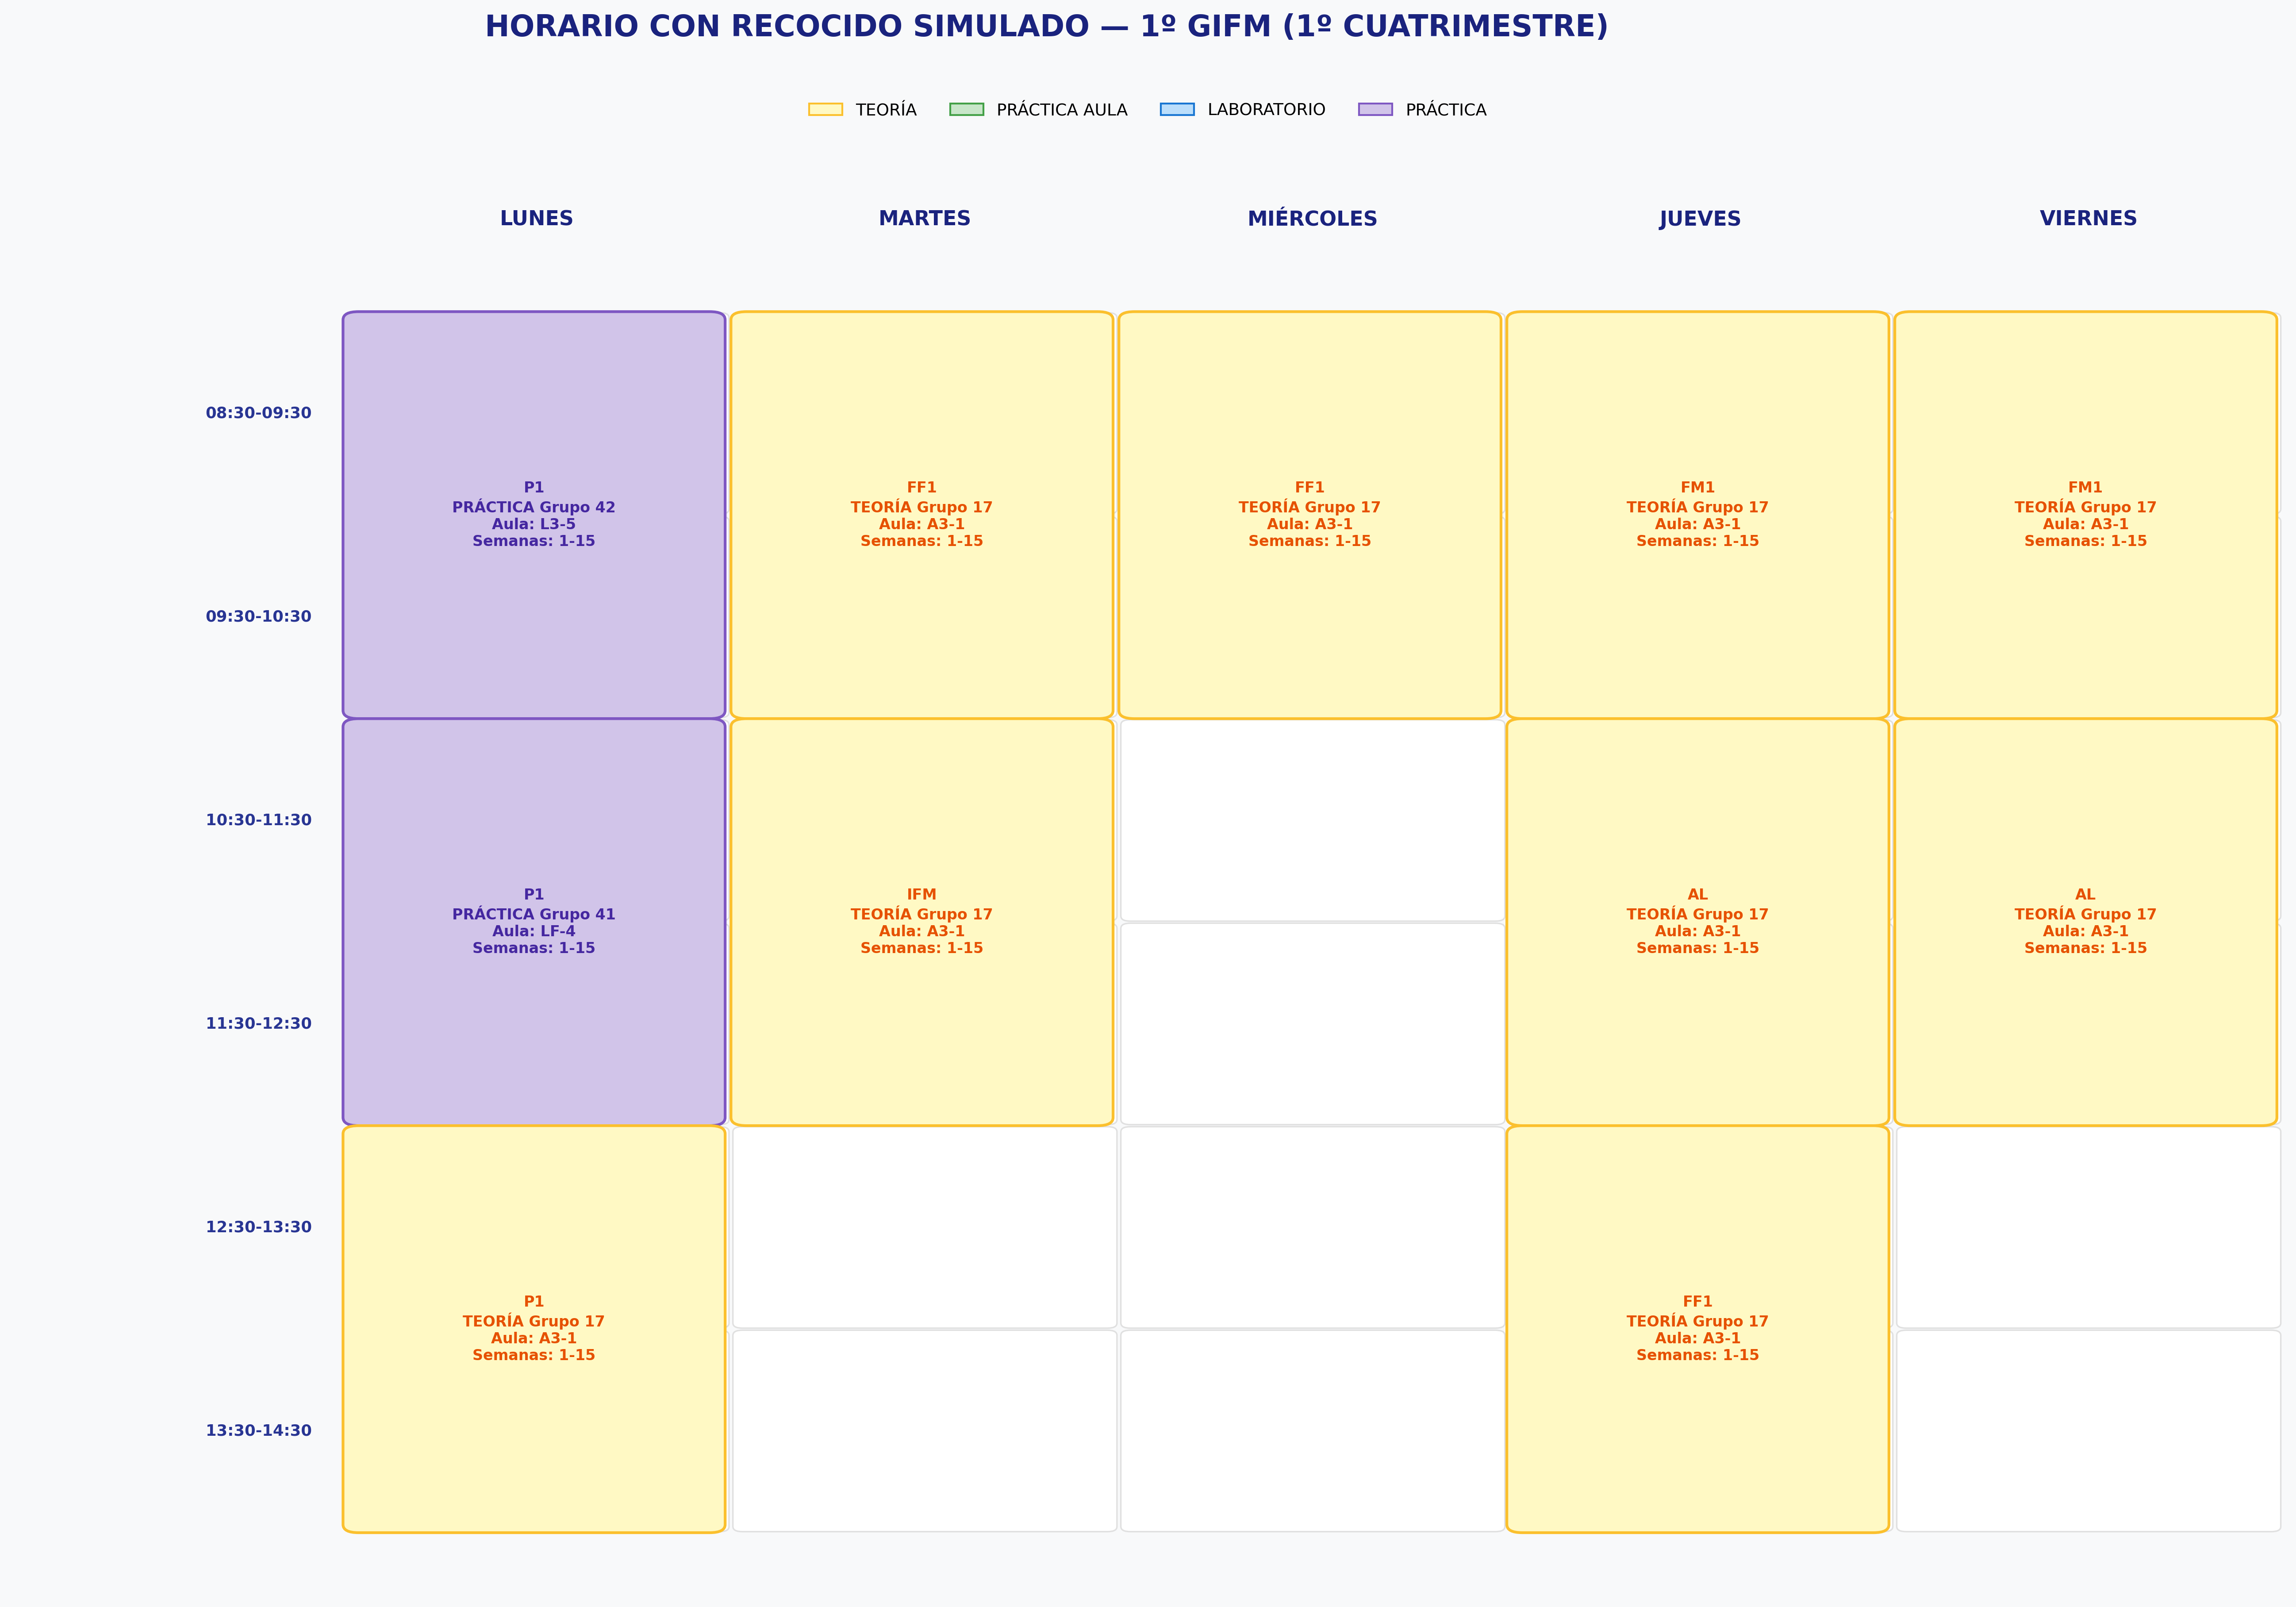 HORARIO CON RECOCIDO SIMULADO — 1º GIFM (1º CUATRIMESTRE)
TEORÍA
PRÁCTICA AULA
LABORATORIO
PRÁCTICA
LUNES
MARTES
MIÉRCOLES
JUEVES
VIERNES
08:30-09:30
09:30-10:30
P1
PRÁCTICA Grupo 42
Aula: L3-5
Semanas: 1-15
FF1
TEORÍA Grupo 17
Aula: A3-1
Semanas: 1-15
FF1
TEORÍA Grupo 17
Aula: A3-1
Semanas: 1-15
FM1
TEORÍA Grupo 17
Aula: A3-1
Semanas: 1-15
FM1
TEORÍA Grupo 17
Aula: A3-1
Semanas: 1-15
10:30-11:30
11:30-12:30
P1
PRÁCTICA Grupo 41
Aula: LF-4
Semanas: 1-15
IFM
TEORÍA Grupo 17
Aula: A3-1
Semanas: 1-15
AL
TEORÍA Grupo 17
Aula: A3-1
Semanas: 1-15
AL
TEORÍA Grupo 17
Aula: A3-1
Semanas: 1-15
12:30-13:30
13:30-14:30
P1
TEORÍA Grupo 17
Aula: A3-1
Semanas: 1-15
FF1
TEORÍA Grupo 17
Aula: A3-1
Semanas: 1-15